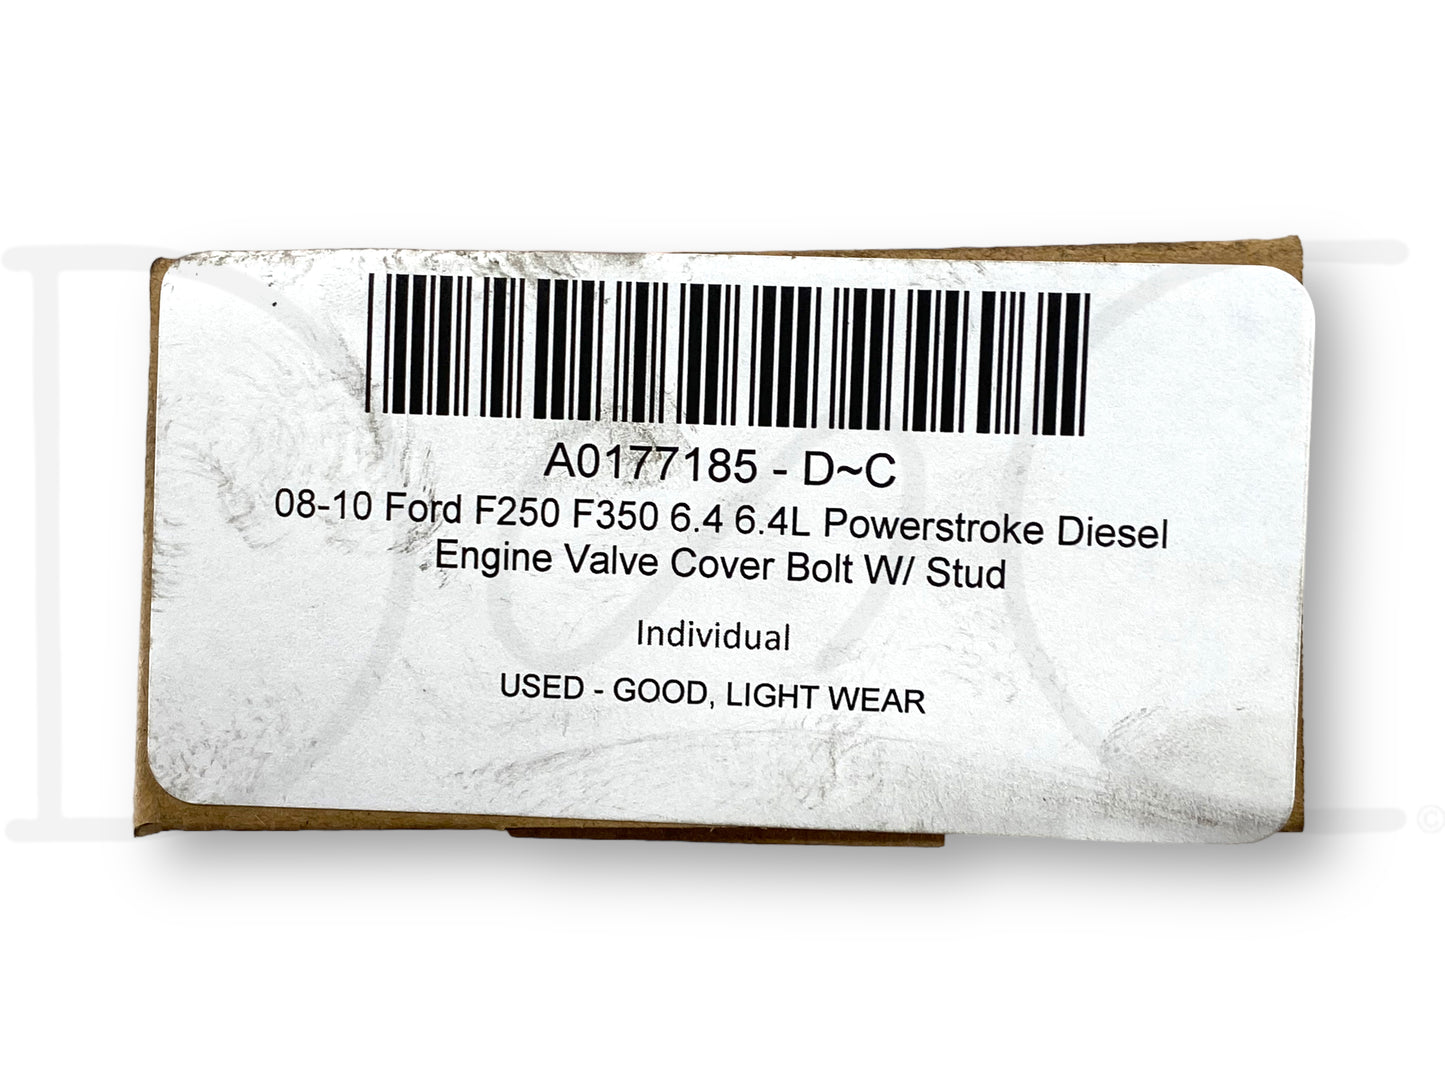 A0177185 - D~C
08-10 Ford F250 F350 6.4 6.4L Powerstroke Diesel
Engine Valve Cover Bolt W/ Stud
Individual
USED - GOOD, LIGHT WEAR
©